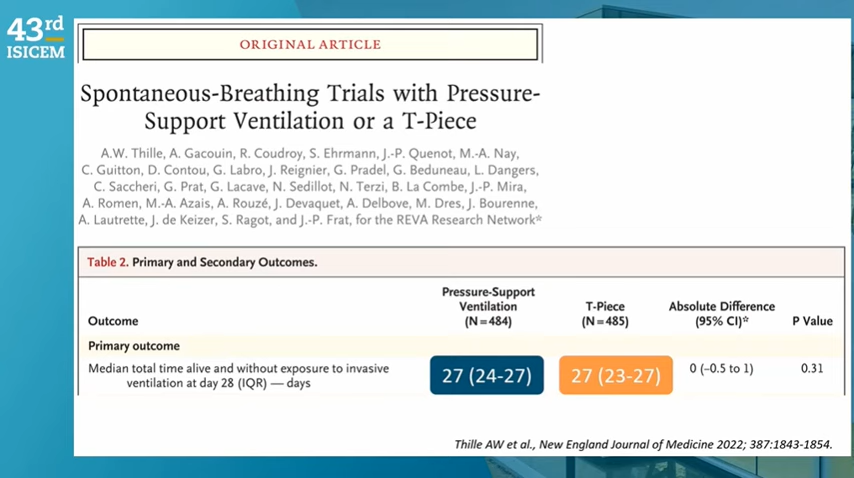 43rd
ISICEM
ORIGINAL ARTICLE
Spontaneous-Breathing Trials with Pressure-
Support Ventilation or a T-Piece
A.W. Thille, A. Gacouin, R. Coudroy, S. Ehrmann, J.-P. Quenot, M.-A. Nay,
C. Guitton, D. Contou, G. Labro, J. Reignier, G. Pradel, G. Beduneau, L. Dangers,
C. Saccheri, G. Prat, G. Lacave, N. Sedillot, N. Terzi, B. La Combe, J.-P. Mira,
A. Romen, M.-A. Azais, A. Rouzé, J. Devaquet, A. Delbove, M. Dres, J. Bourenne,
A. Lautrette, J. de Keizer, S. Ragot, and J.-P. Frat, for the REVA Research Network*
Table 2. Primary and Secondary Outcomes.
Outcome
Pressure-Support
Ventilation
(N=484)
T-Piece
(N=485)
Absolute Difference
(95% CI)*
P Value
Primary outcome
Median total time alive and without exposure to invasive
ventilation at day 28 (IQR) — days
27 (24-27)
27 (23-27)
0 (–0.5 to 1)
0.31
Thille AW et al., New England Journal of Medicine 2022; 387:1843-1854.